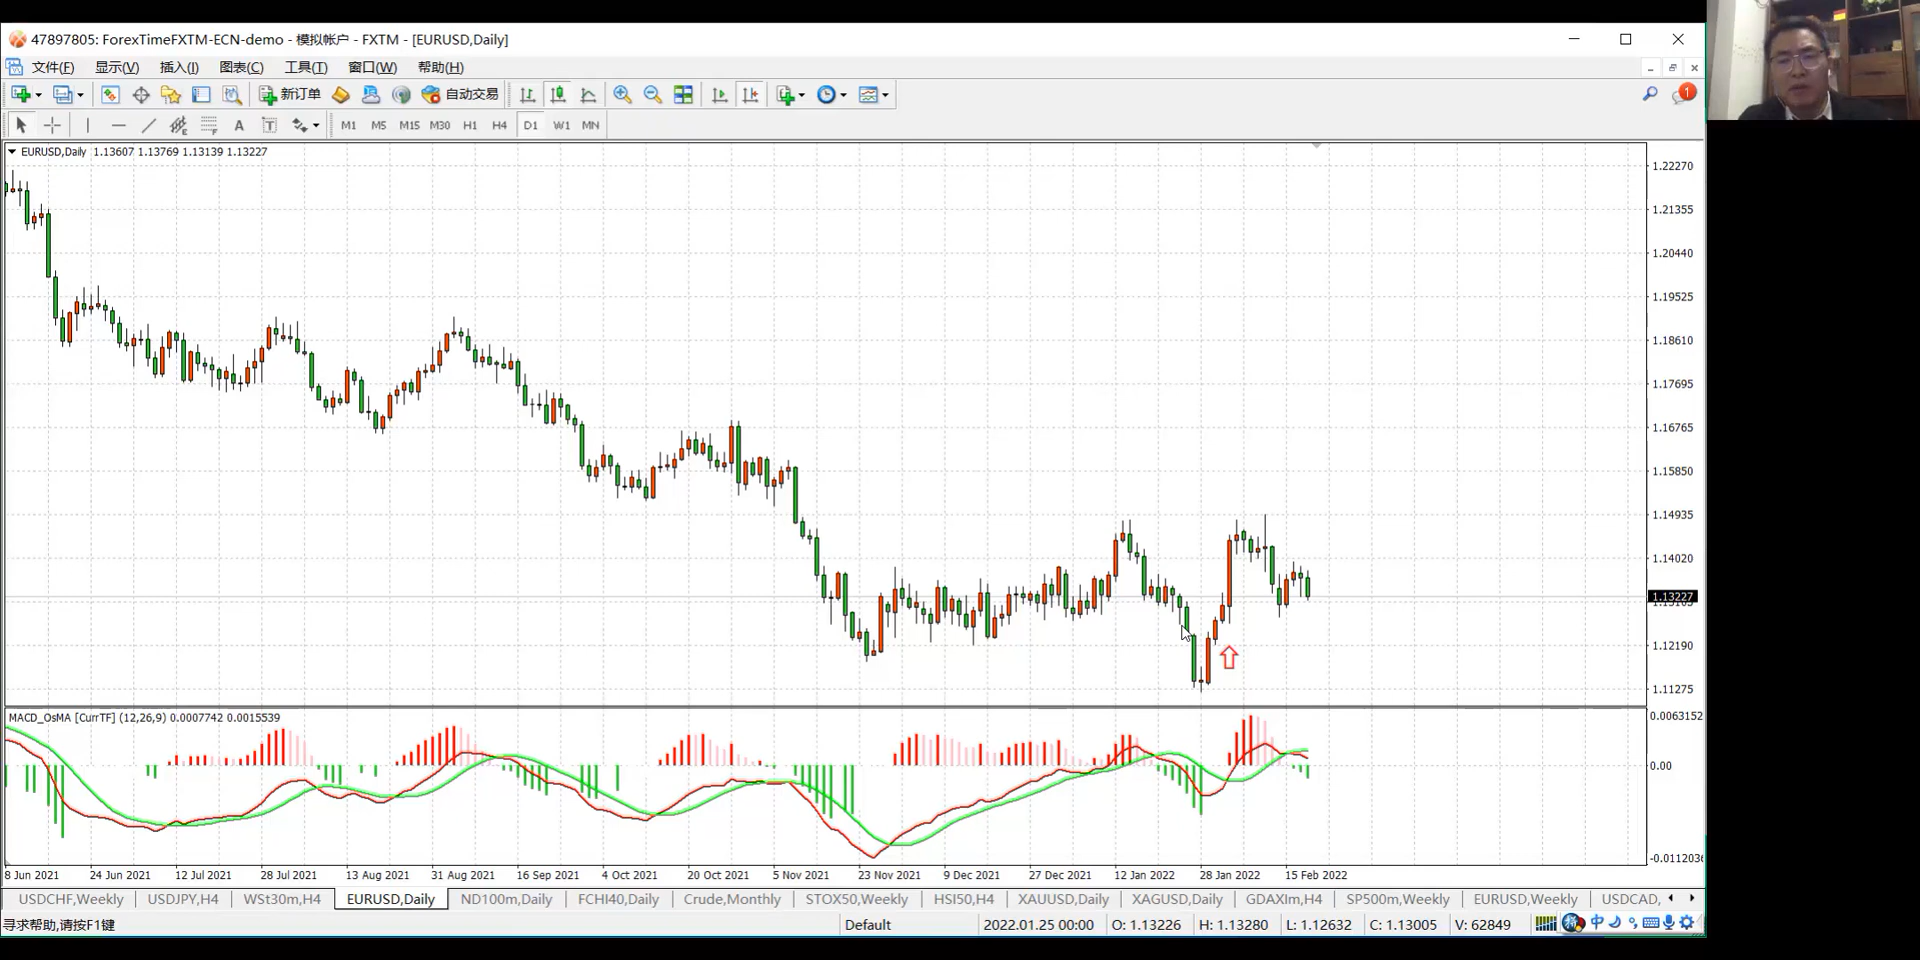 47897805: ForexTimeFXTM-ECN-demo - 模拟帐户 - FXTM - [EURUSD,Daily]
文件(F) 显示(V) 插入(I) 图表(C) 工具(T) 窗口(W) 帮助(H)
新订单 自动交易 1
A T M1 M5 M15 M30 H1 H4 D1 W1 MN
EURUSD,Daily 1.13607 1.13769 1.13139 1.13227
1.22270
1.21355
1.20440
1.19525
1.18610
1.17695
1.16765
1.15850
1.14935
1.14020
1.13227
1.12190
1.11275
MACD_OsMA [CurrTF] (12,26,9) 0.0007742 0.0015539
0.0063152
0.00
-0.011203
8 Jun 2021 24 Jun 2021 12 Jul 2021 28 Jul 2021 13 Aug 2021 31 Aug 2021 16 Sep 2021 4 Oct 2021 20 Oct 2021 5 Nov 2021 23 Nov 2021 9 Dec 2021 27 Dec 2021 12 Jan 2022 28 Jan 2022 15 Feb 2022
USDCHF,Weekly USDJPY,H4 WSt30m,H4 EURUSD,Daily ND100m,Daily FCHI40,Daily Crude,Monthly STOX50,Weekly HSI50,H4 XAUUSD,Daily XAGUSD,Daily GDAXIm,H4 SP500m,Weekly EURUSD,Weekly USDCAD,
寻求帮助,请按F1键 Default 2022.01.25 00:00 O: 1.13226 H: 1.13280 L: 1.12632 C: 1.13005 V: 62849 中